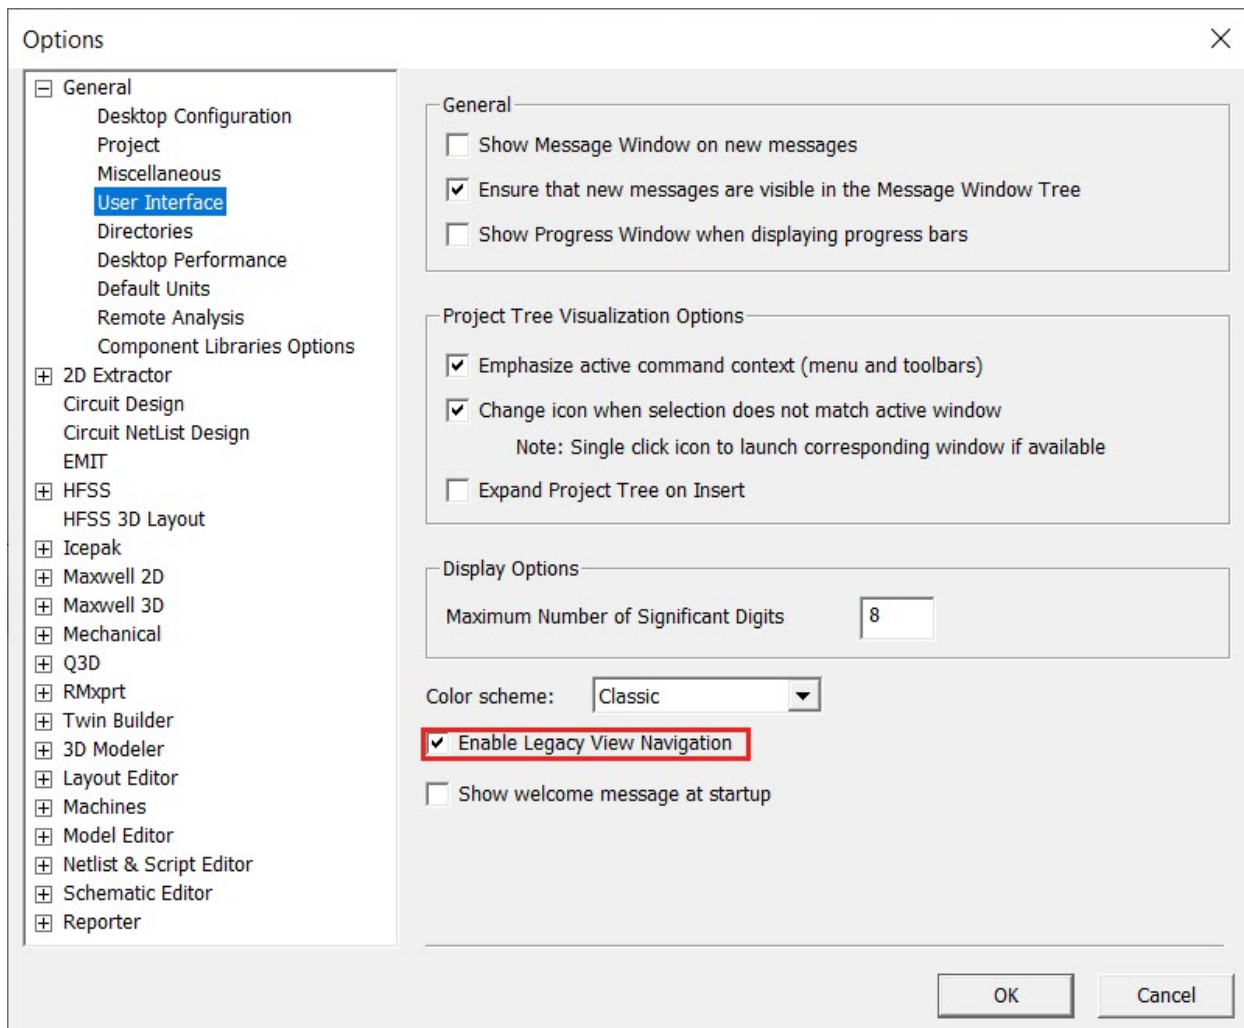 Options
General
Desktop Configuration
Project
Miscellaneous
User Interface
Directories
Desktop Performance
Default Units
Remote Analysis
Component Libraries Options
2D Extractor
Circuit Design
Circuit NetList Design
EMIT
HFSS
HFSS 3D Layout
Icepak
Maxwell 2D
Maxwell 3D
Mechanical
Q3D
RMxprt
Twin Builder
3D Modeler
Layout Editor
Machines
Model Editor
Netlist & Script Editor
Schematic Editor
Reporter
General
Show Message Window on new messages
Ensure that new messages are visible in the Message Window Tree
Show Progress Window when displaying progress bars
Project Tree Visualization Options
Emphasize active command context (menu and toolbars)
Change icon when selection does not match active window
Note: Single click icon to launch corresponding window if available
Expand Project Tree on Insert
Display Options
Maximum Number of Significant Digits 8
Color scheme: Classic
Enable Legacy View Navigation
Show welcome message at startup
OK Cancel